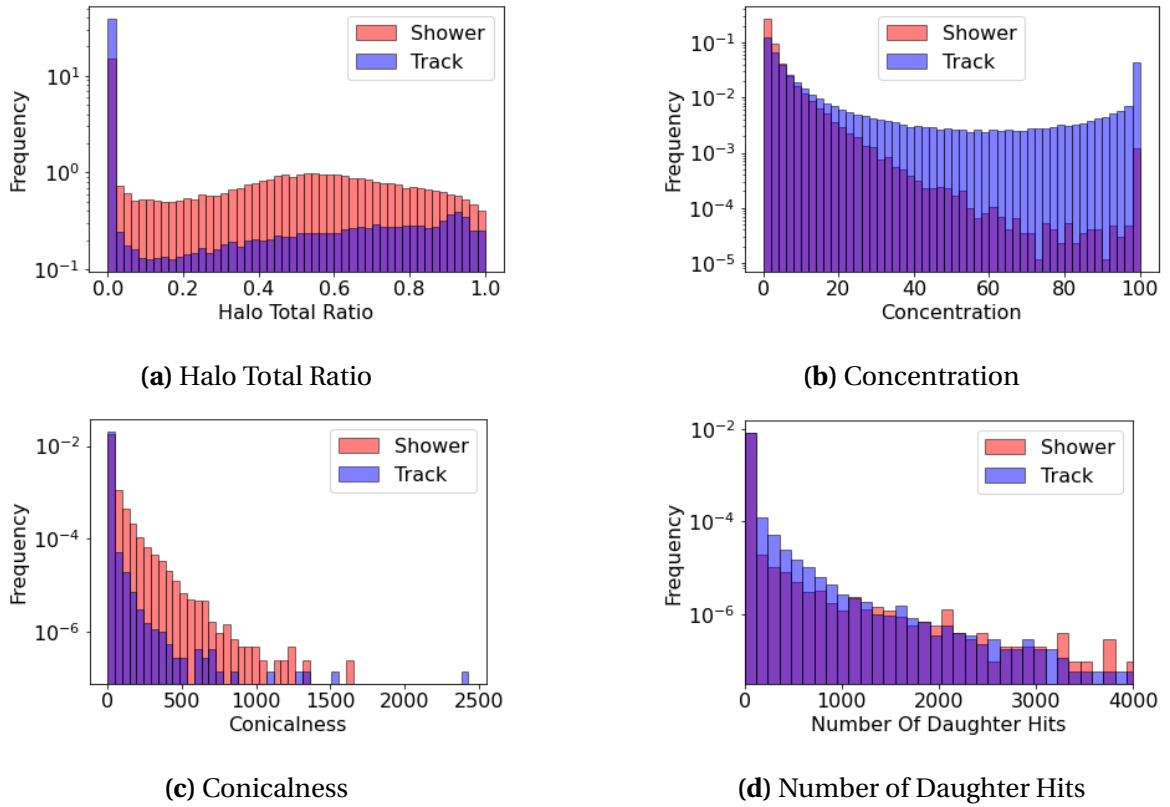 Frequency
10^1
10^0
10^-1
Shower
Track
0.0 0.2 0.4 0.6 0.8 1.0
Halo Total Ratio
(a) Halo Total Ratio
Frequency
10^-1
10^-2
10^-3
10^-4
10^-5
Shower
Track
0 20 40 60 80 100
Concentration
(b) Concentration
Frequency
10^-2
10^-4
10^-6
Shower
Track
0 500 1000 1500 2000 2500
Conicalness
(c) Conicalness
Frequency
10^-2
10^-4
10^-6
Shower
Track
0 1000 2000 3000 4000
Number Of Daughter Hits
(d) Number of Daughter Hits